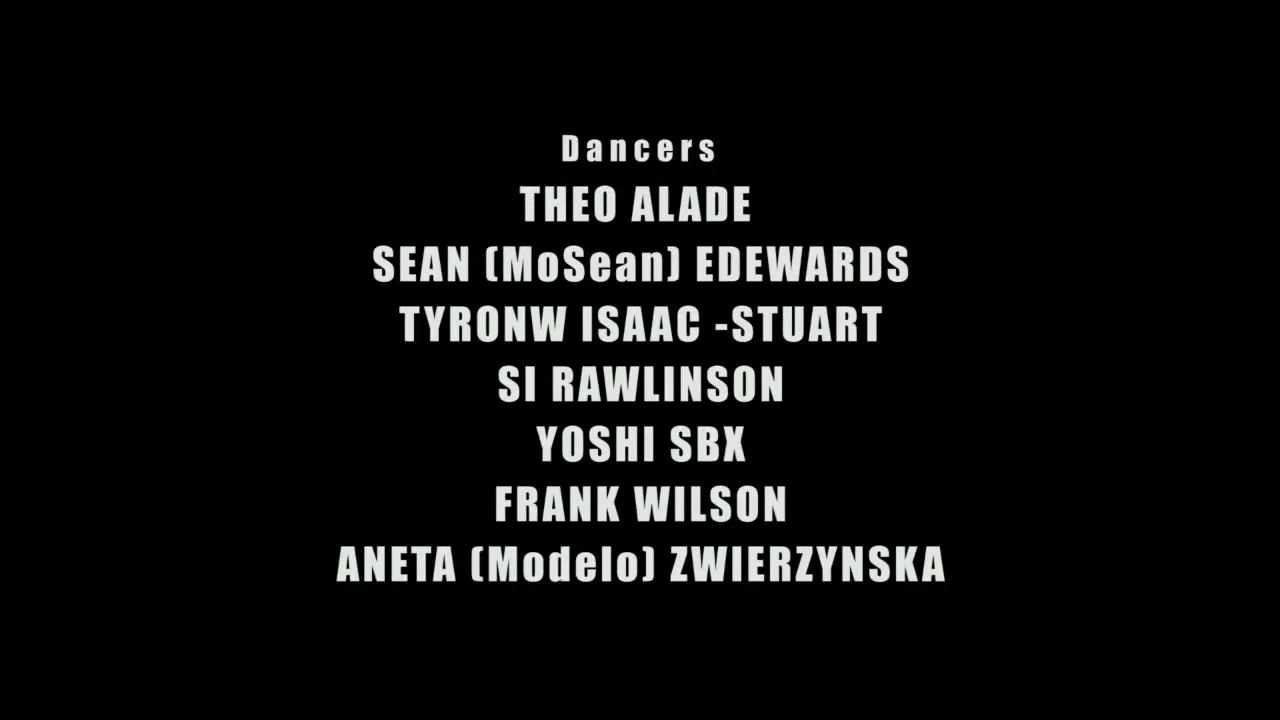 Dancers
THEO ALADE
SEAN (MoSean) EDEWARDS
TYRONW ISAAC -STUART
SI RAWLINSON
YOSHI SBX
FRANK WILSON
ANETA (Modelo) ZWIERZYNSKA